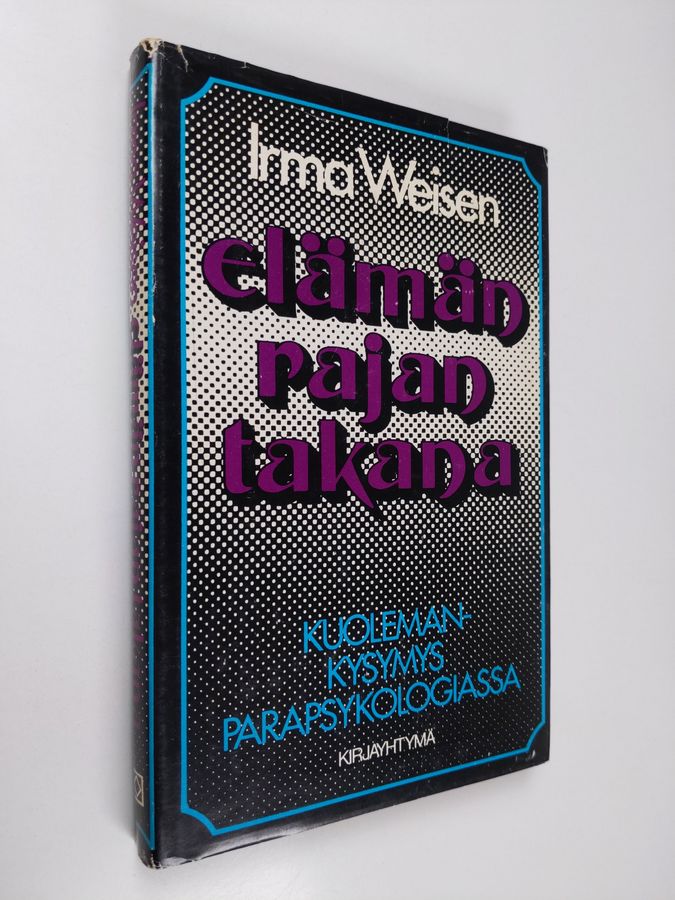 Irma Weisen
elämän
rajan
takana
KUOLEMAN-
KYSYMYS
PARAPSYKOLOGIASSA
KIRJAYHTYMÄ